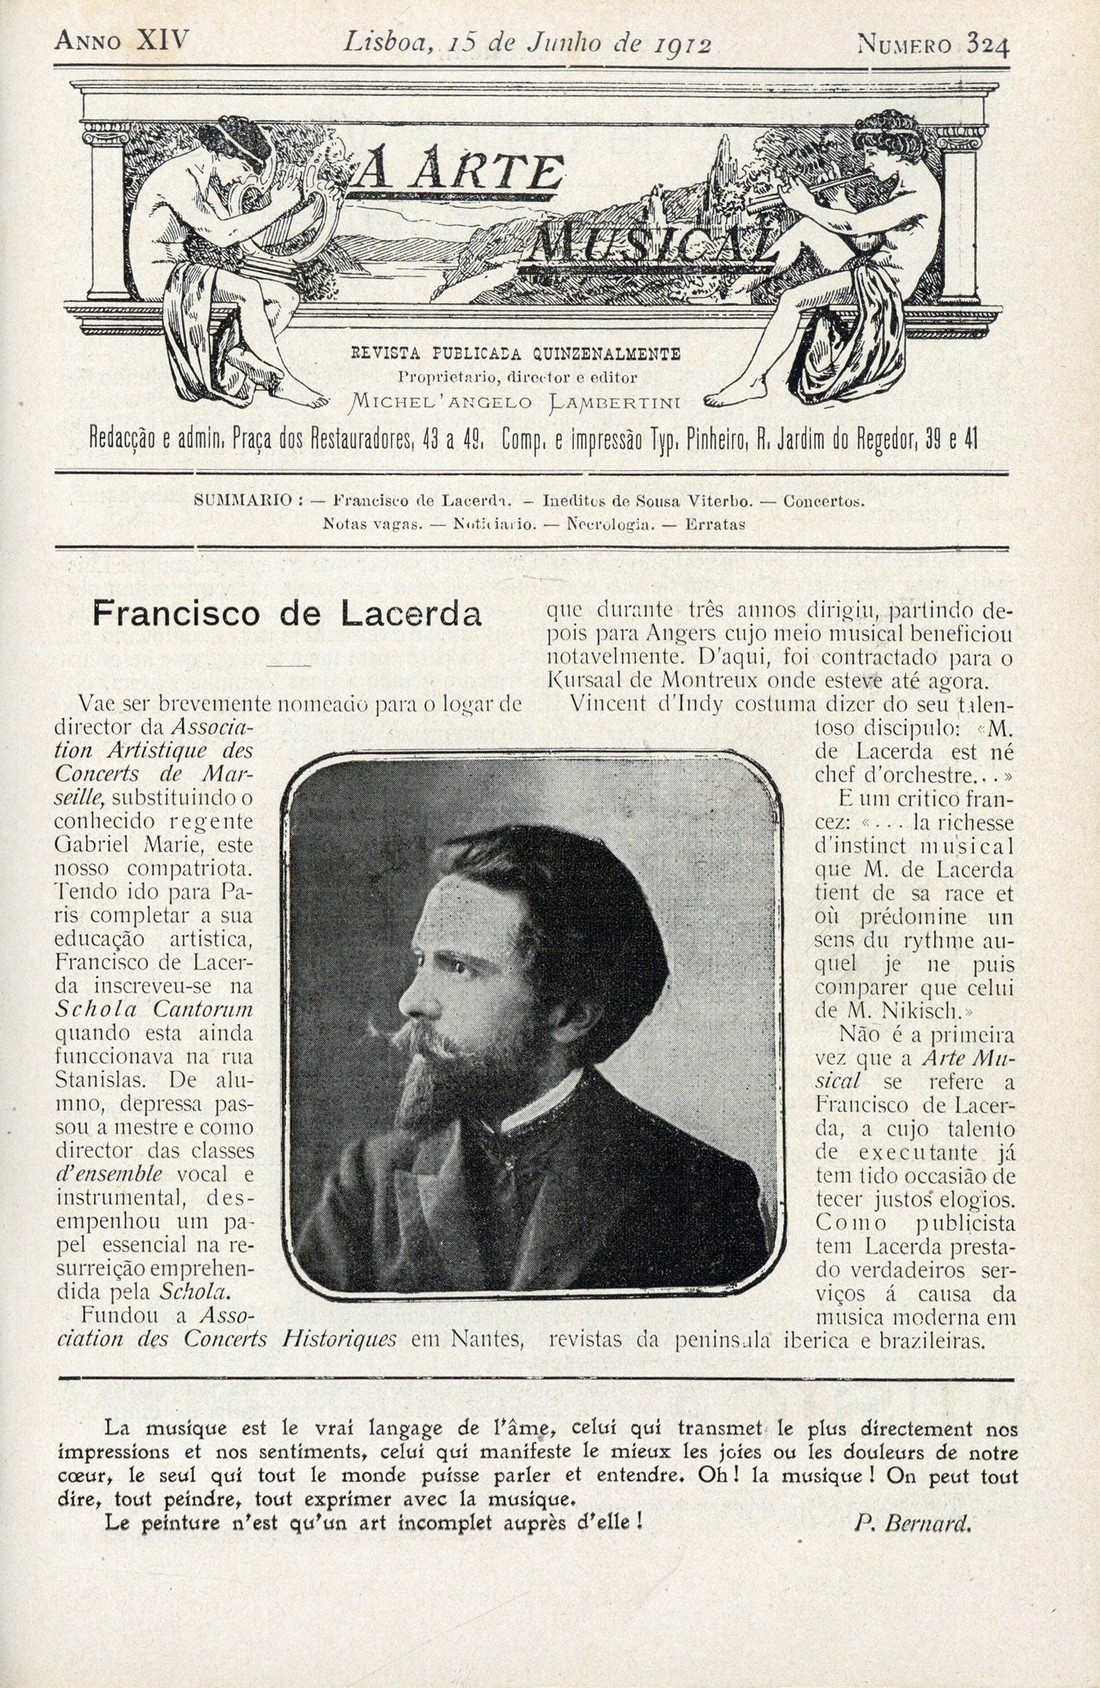 ANNO XIV
Lisboa, 15 de Junho de 1912
NUMERO 324
A ARTE
MUSICAL
REVISTA PUBLICADA QUINZENALMENTE
Proprietario, director e editor
MICHEL'ANGELO LAMBERTINI
Redacção e admin, Praça dos Restauradores, 43 a 49. Comp. e impressão Typ. Pinheiro, R. Jardim do Regedor, 39 e 41
SUMMARIO : — Francisco de Lacerda. — Ineditos de Sousa Viterbo. — Concertos.
Notas vagas. — Noticiario. — Necrologia. — Erratas
Francisco de Lacerda
Vae ser brevemente nomeado para o logar de
director da Associa-
tion Artistique des
Concerts de Mar-
seille, substituindo o
conhecido regente
Gabriel Marie, este
nosso compatriota.
Tendo ido para Pa-
ris completar a sua
educação artistica,
Francisco de Lacer-
da inscreveu-se na
Schola Cantorum
quando esta ainda
funccionava na rua
Stanislas. De alu-
mno, depressa pas-
sou a mestre e como
director das classes
d'ensemble vocal e
instrumental, des-
empenhou um pa-
pel essencial na re-
surreição emprehen-
dida pela Schola.
Fundou a Asso-
ciation des Concerts Historiques em Nantes,
que durante três annos dirigiu, partindo de-
pois para Angers cujo meio musical beneficiou
notavelmente. D'aqui, foi contractado para o
Kursaal de Montreux onde esteve até agora.
Vincent d'Indy costuma dizer do seu talen-
toso discipulo: «M.
de Lacerda est né
chef d'orchestre... »
E um critico fran-
cez: «... la richesse
d'instinct musical
que M. de Lacerda
tient de sa race et
où prédomine un
sens du rythme au-
quel je ne puis
comparer que celui
de M. Nikisch.»
Não é a primeira
vez que a Arte Mu-
sical se refere a
Francisco de Lacer-
da, a cujo talento
de executante já
tem tido occasião de
tecer justos elogios.
Como publicista
tem Lacerda presta-
do verdadeiros ser-
viços á causa da
musica moderna em
revistas da peninsula iberica e brazileiras.
La musique est le vrai langage de l'âme, celui qui transmet le plus directement nos
impressions et nos sentiments, celui qui manifeste le mieux les joies ou les douleurs de notre
cœur, le seul qui tout le monde puisse parler et entendre. Oh! la musique! On peut tout
dire, tout peindre, tout exprimer avec la musique.
Le peinture n'est qu'un art incomplet auprès d'elle!
P. Bernard.